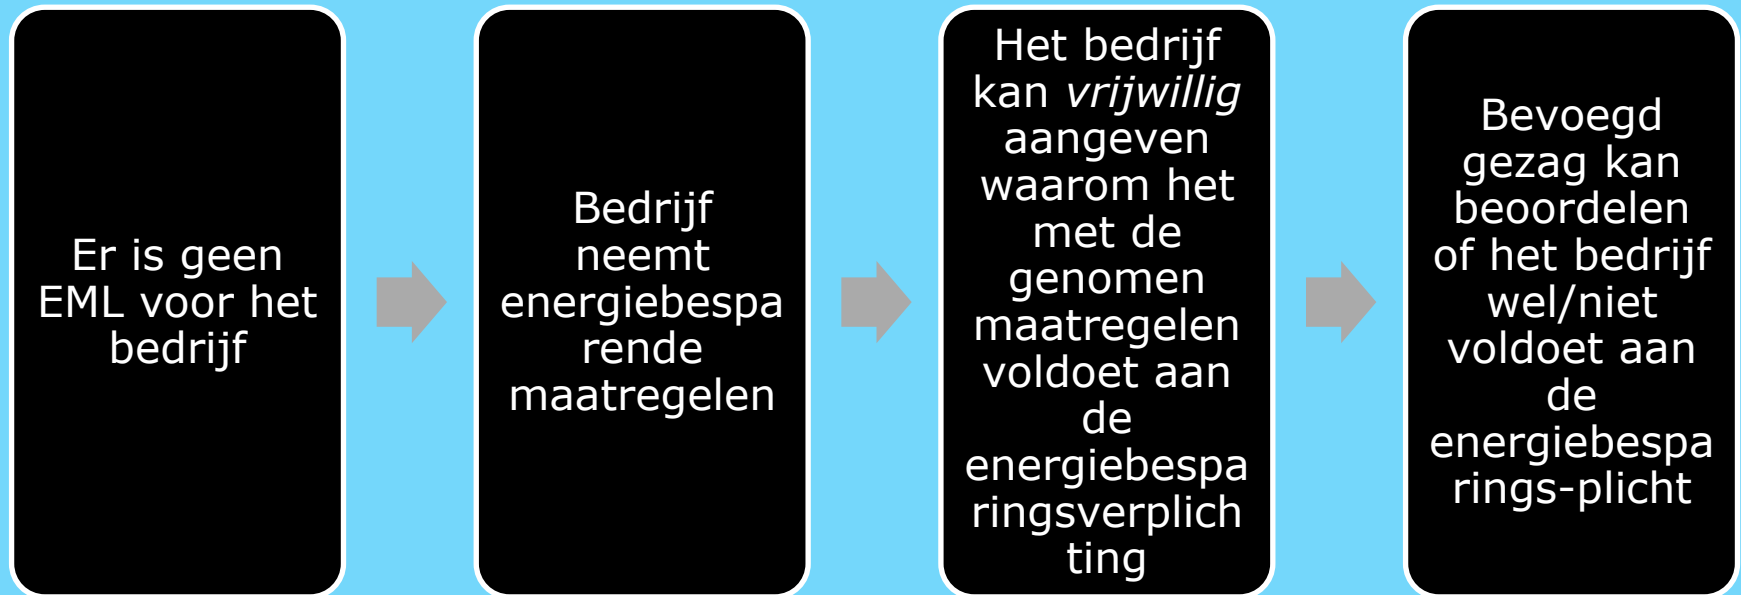 Er is geen
EML voor het
bedrijf
Bedrijf
neemt
energiebespa
rende
maatregelen
Het bedrijf
kan vrijwillig
aangeven
waarom het
met de
genomen
maatregelen
voldoet aan
de
energiebespa
ringsverplich
ting
Bevoegd
gezag kan
beoordelen
of het bedrijf
wel/niet
voldoet aan
de
energiebespa
rings-plicht